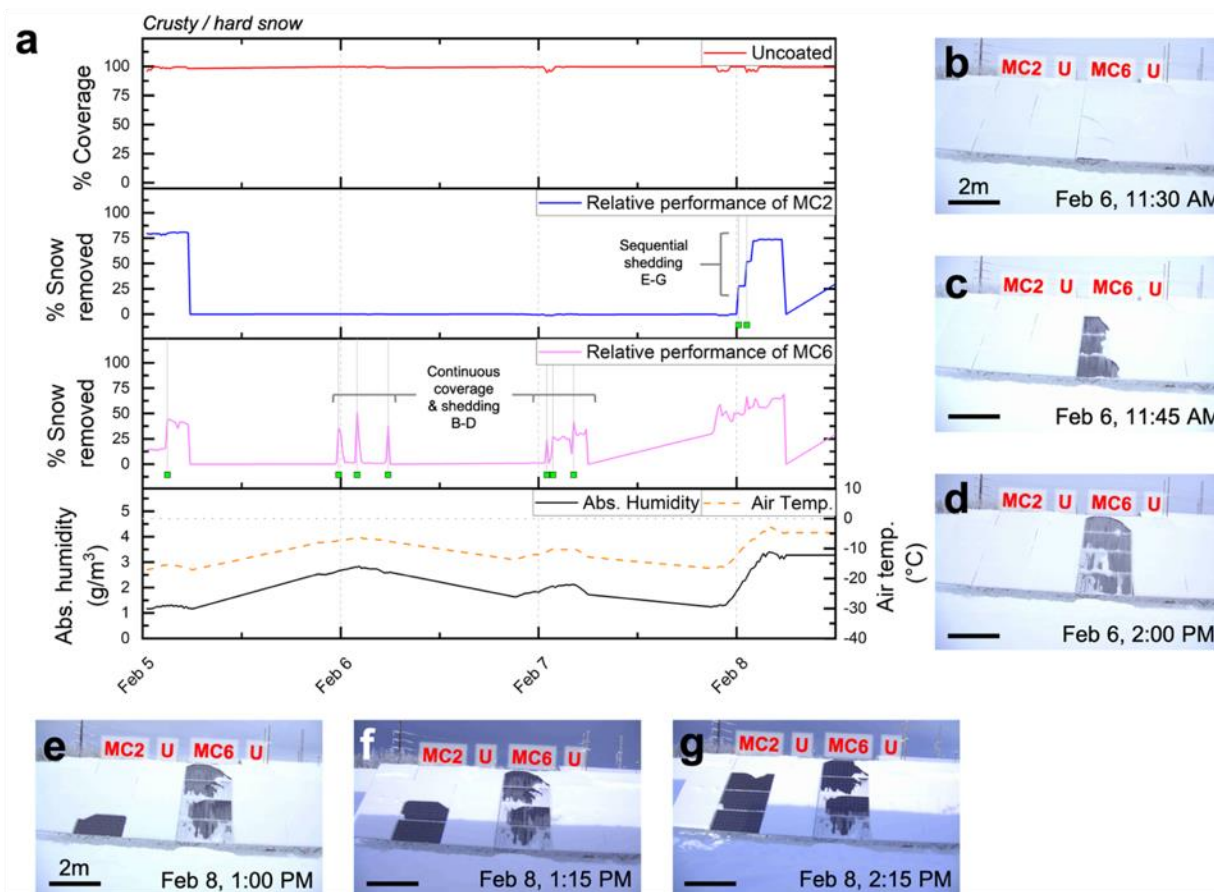 a
Crusty / hard snow
Uncoated
% Coverage
100
75
50
25
0
Relative performance of MC2
% Snow
removed
100
75
50
25
0
Sequential
shedding
E-G
Relative performance of MC6
% Snow
removed
100
75
50
25
0
Continuous
coverage
& shedding
B-D
Abs. Humidity
Air Temp.
Abs. humidity
(g/m³)
5
4
3
2
1
0
10
0
-10
-20
-30
-40
Air temp.
(°C)
Feb 5
Feb 6
Feb 7
Feb 8
b
MC2 U MC6 U
2m
Feb 6, 11:30 AM
c
MC2 U MC6 U
Feb 6, 11:45 AM
d
MC2 U MC6 U
Feb 6, 2:00 PM
e
MC2 U MC6 U
2m
Feb 8, 1:00 PM
f
MC2 U MC6 U
Feb 8, 1:15 PM
g
MC2 U MC6 U
Feb 8, 2:15 PM